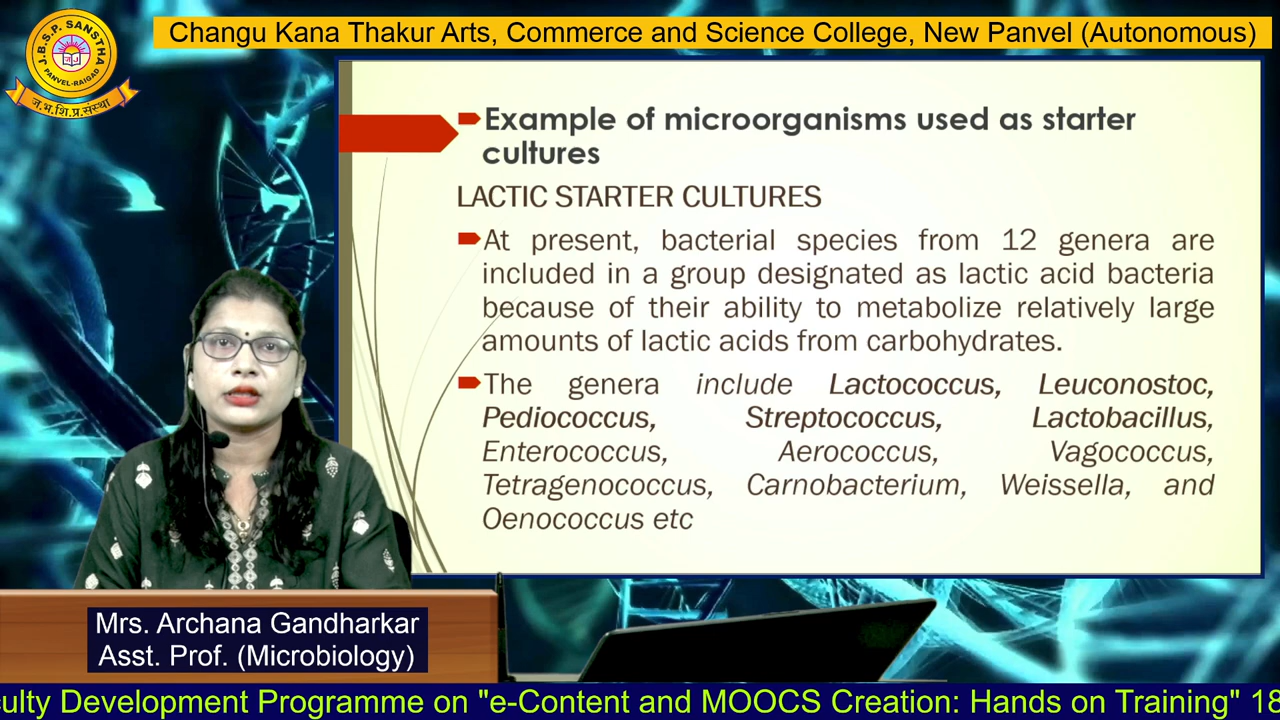 Changu Kana Thakur Arts, Commerce and Science College, New Panvel (Autonomous)
J.B.S.P. SANSTHA
PANVEL-RAIGAD
ज.भ.शि.प्र.संस्था
Example of microorganisms used as starter
cultures
LACTIC STARTER CULTURES
At present, bacterial species from 12 genera are
included in a group designated as lactic acid bacteria
because of their ability to metabolize relatively large
amounts of lactic acids from carbohydrates.
The genera include Lactococcus, Leuconostoc,
Pediococcus, Streptococcus, Lactobacillus,
Enterococcus, Aerococcus, Vagococcus,
Tetragenococcus, Carnobacterium, Weissella, and
Oenococcus etc
Mrs. Archana Gandharkar
Asst. Prof. (Microbiology)
culty Development Programme on "e-Content and MOOCS Creation: Hands on Training" 18